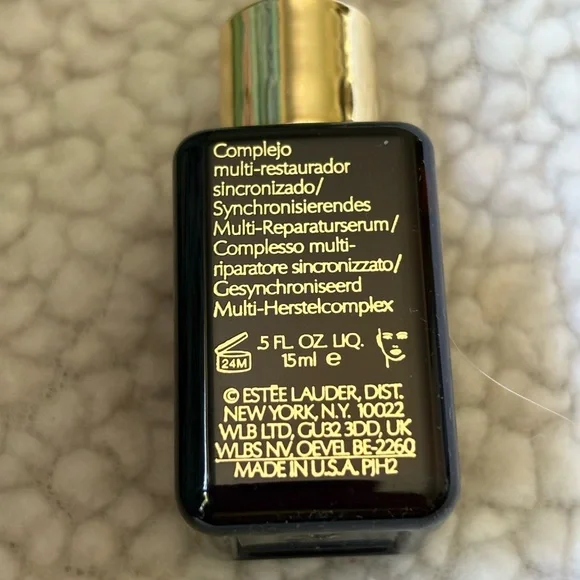 Complejo
multi-restaurador
sincronizado/
Synchronisierendes
Multi-Reparaturserum/
Complesso multi-
riparatore sincronizzato/
Gesynchroniseerd
Multi-Herstelcomplex
24M
.5 FL. OZ. LIQ.
15 ml e
© ESTĒE LAUDER, DIST.
NEW YORK, N.Y. 10022
WLB LTD, GU32 3DD, UK
WLBS NV, OEVEL BE-2260
MADE IN U.S.A. PJH2